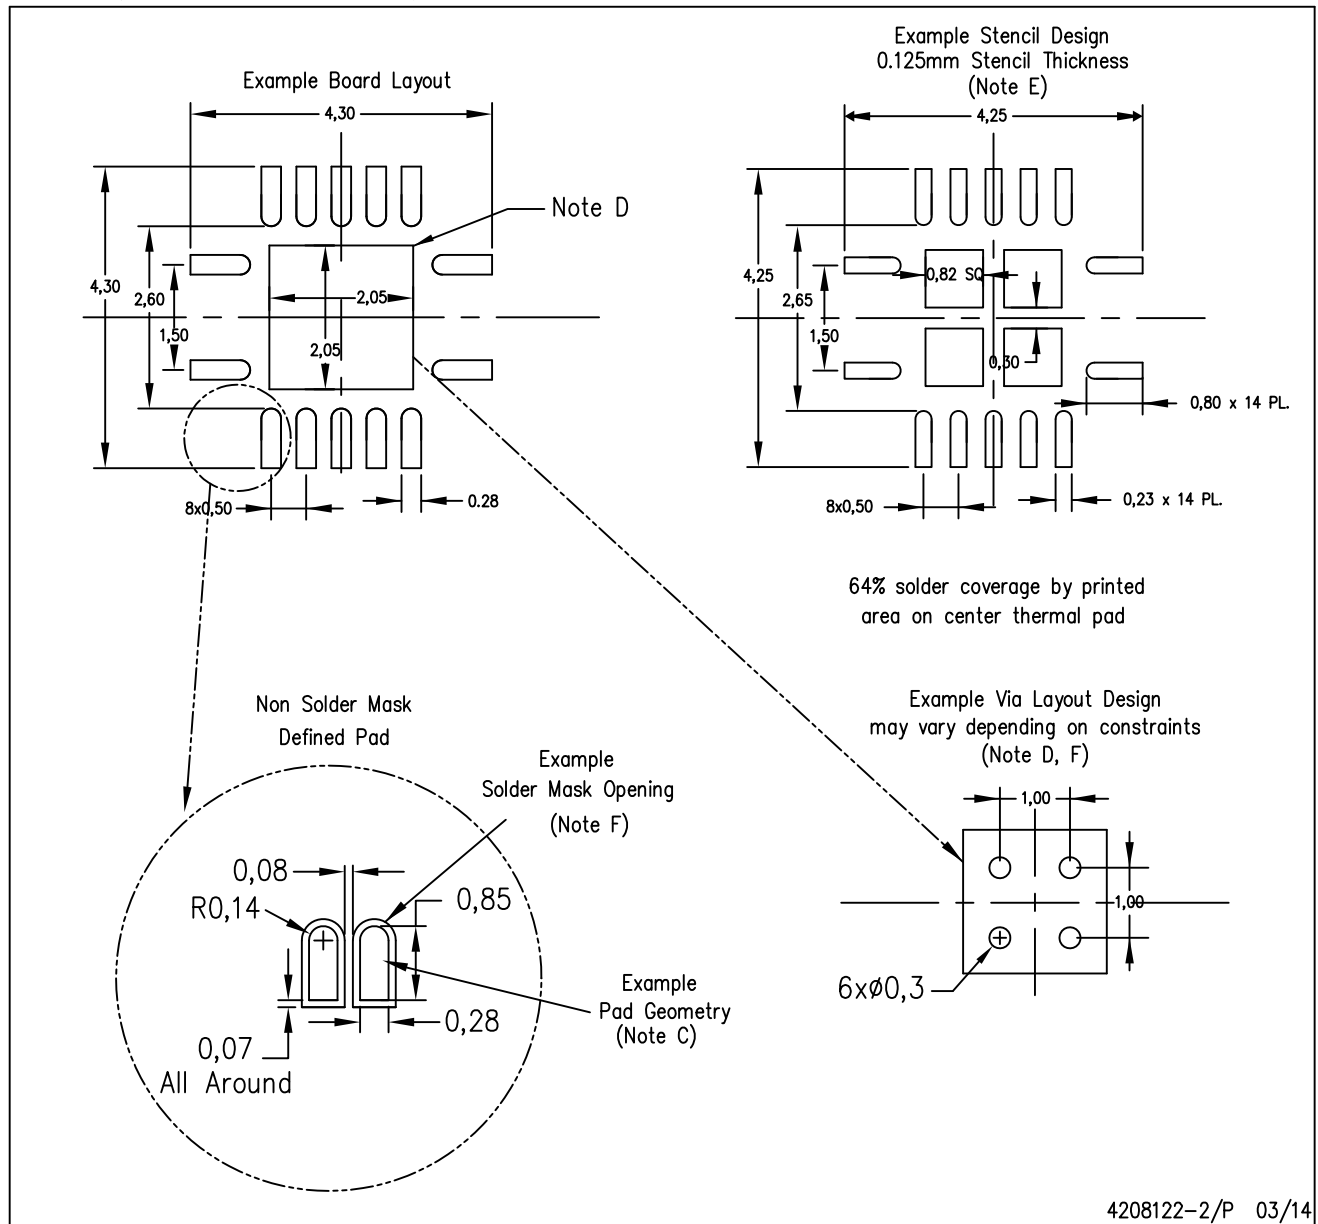 Example Board Layout
4,30
Note D
4,30
2,60
1,50
2,05
2,05
8x0,50
0.28
Example Stencil Design
0.125mm Stencil Thickness
(Note E)
4,25
4,25
2,65
1,50
0,82 SQ
0,30
0,80 x 14 PL.
8x0,50
0,23 x 14 PL.
64% solder coverage by printed
area on center thermal pad
Non Solder Mask
Defined Pad
Example
Solder Mask Opening
(Note F)
0,08
R0,14
0,85
0,28
0,07
All Around
Example
Pad Geometry
(Note C)
Example Via Layout Design
may vary depending on constraints
(Note D, F)
1,00
1,00
6xø0,3
4208122-2/P 03/14